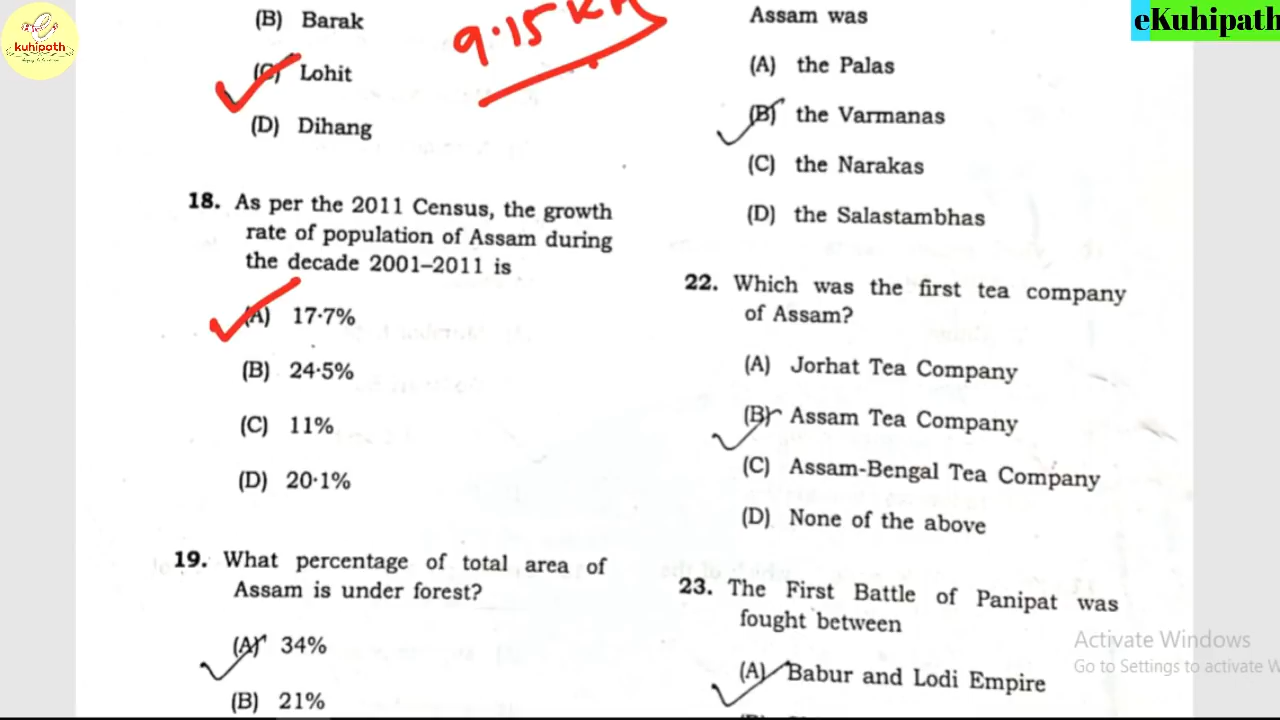 kuhipath
eKuhipath
(B) Barak
9.15
(C) Lohit
(D) Dihang
18. As per the 2011 Census, the growth
rate of population of Assam during
the decade 2001–2011 is
(A) 17·7%
(B) 24·5%
(C) 11%
(D) 20·1%
19. What percentage of total area of
Assam is under forest?
(A) 34%
(B) 21%
Assam was
(A) the Palas
(B) the Varmanas
(C) the Narakas
(D) the Salastambhas
22. Which was the first tea company
of Assam?
(A) Jorhat Tea Company
(B) Assam Tea Company
(C) Assam-Bengal Tea Company
(D) None of the above
23. The First Battle of Panipat was
fought between
(A) Babur and Lodi Empire
Activate Windows
Go to Settings to activate